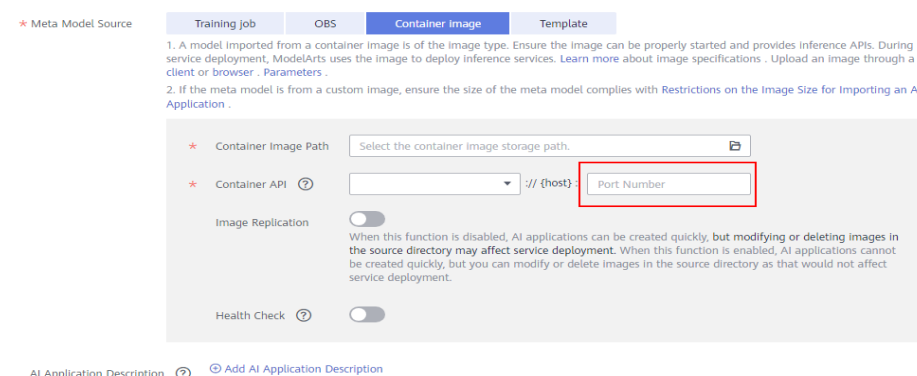 * Meta Model Source Training job OBS Container Image Template
1. A model imported from a container image is of the image type. Ensure the image can be properly started and provides inference APIs. During
service deployment, ModelArts uses the image to deploy inference services. Learn more about image specifications . Upload an image through a
client or browser . Parameters .
2. If the meta model is from a custom image, ensure the size of the meta model complies with Restrictions on the Image Size for Importing an A
Application .
* Container Image Path Select the container image storage path.
* Container API ? :// {host} : Port Number
Image Replication
When this function is disabled, AI applications can be created quickly, but modifying or deleting images in
the source directory may affect service deployment. When this function is enabled, AI applications cannot
be created quickly, but you can modify or delete images in the source directory as that would not affect
service deployment.
Health Check ?
AI Application Description ? Add AI Application Description